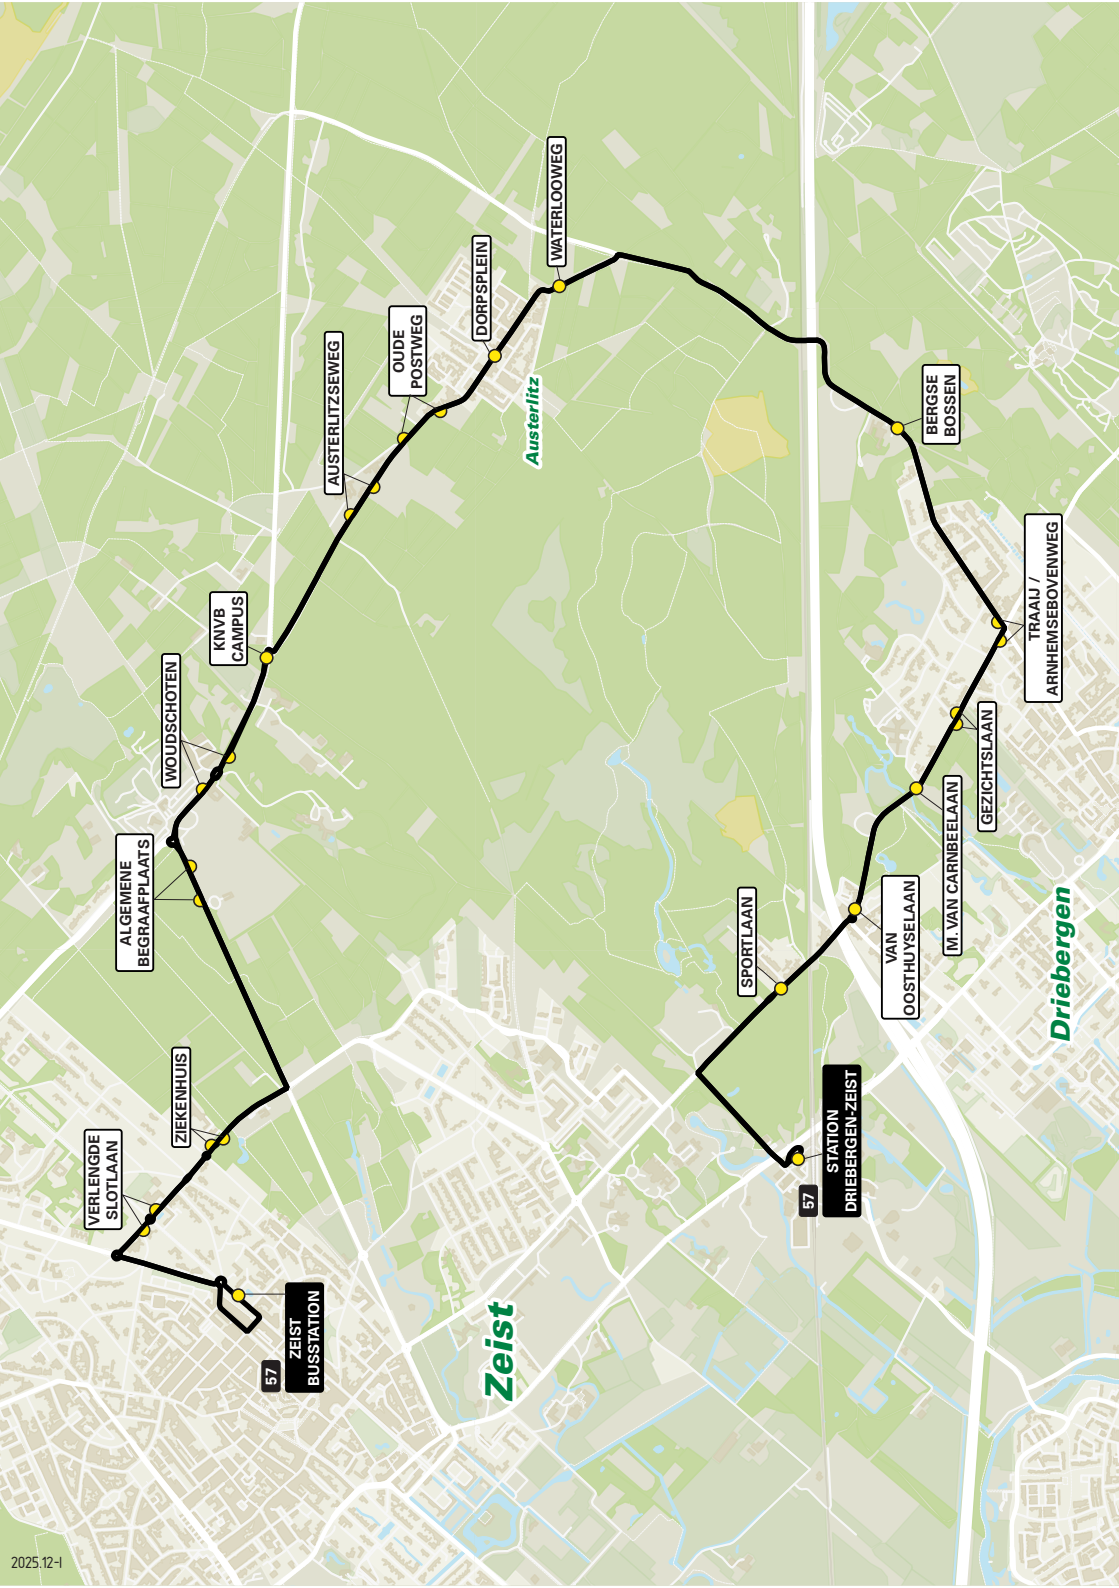 57
ZEIST
BUSSTATION
VERLENGDE
SLOTLAAN
ZIEKENHUIS
ALGEMENE
BEGRAAFPLAATS
WOUDSCHOTEN
KNVB
CAMPUS
AUSTERLITZSEWEG
OUDE
POSTWEG
DORPSPLEIN
WATERLOOWEG
Austerlitz
BERGSE
BOSSEN
TRAAIJ /
ARNHEMSEBOVENWEG
GEZICHTSLAAN
M. VAN CARNBEELAAN
VAN
OOSTHUYSELAAN
SPORTLAAN
57
STATION
DRIEBERGEN-ZEIST
Zeist
Driebergen
2025.12-I